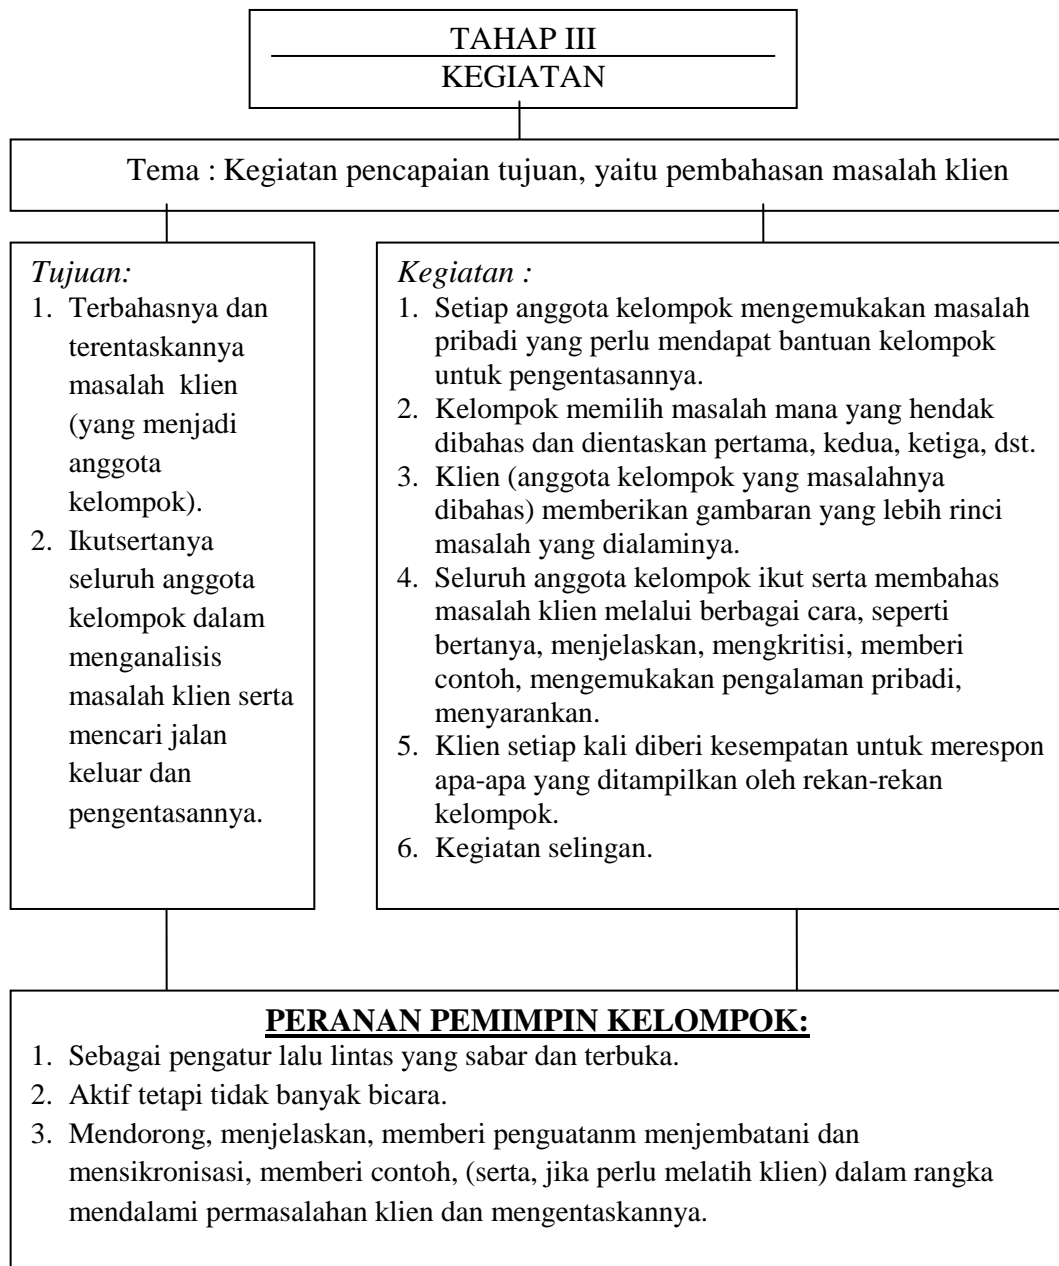 TAHAP III
KEGIATAN
Tema : Kegiatan pencapaian tujuan, yaitu pembahasan masalah klien
Tujuan:
1. Terbahasnya dan
terentaskannya
masalah klien
(yang menjadi
anggota
kelompok).
2. Ikutsertanya
seluruh anggota
kelompok dalam
menganalisis
masalah klien serta
mencari jalan
keluar dan
pengentasannya.
Kegiatan :
1. Setiap anggota kelompok mengemukakan masalah
pribadi yang perlu mendapat bantuan kelompok
untuk pengentasannya.
2. Kelompok memilih masalah mana yang hendak
dibahas dan dientaskan pertama, kedua, ketiga, dst.
3. Klien (anggota kelompok yang masalahnya
dibahas) memberikan gambaran yang lebih rinci
masalah yang dialaminya.
4. Seluruh anggota kelompok ikut serta membahas
masalah klien melalui berbagai cara, seperti
bertanya, menjelaskan, mengkritisi, memberi
contoh, mengemukakan pengalaman pribadi,
menyarankan.
5. Klien setiap kali diberi kesempatan untuk merespon
apa-apa yang ditampilkan oleh rekan-rekan
kelompok.
6. Kegiatan selingan.
PERANAN PEMIMPIN KELOMPOK:
1. Sebagai pengatur lalu lintas yang sabar dan terbuka.
2. Aktif tetapi tidak banyak bicara.
3. Mendorong, menjelaskan, memberi penguatanm menjembatani dan
mensikronisasi, memberi contoh, (serta, jika perlu melatih klien) dalam rangka
mendalami permasalahan klien dan mengentaskannya.